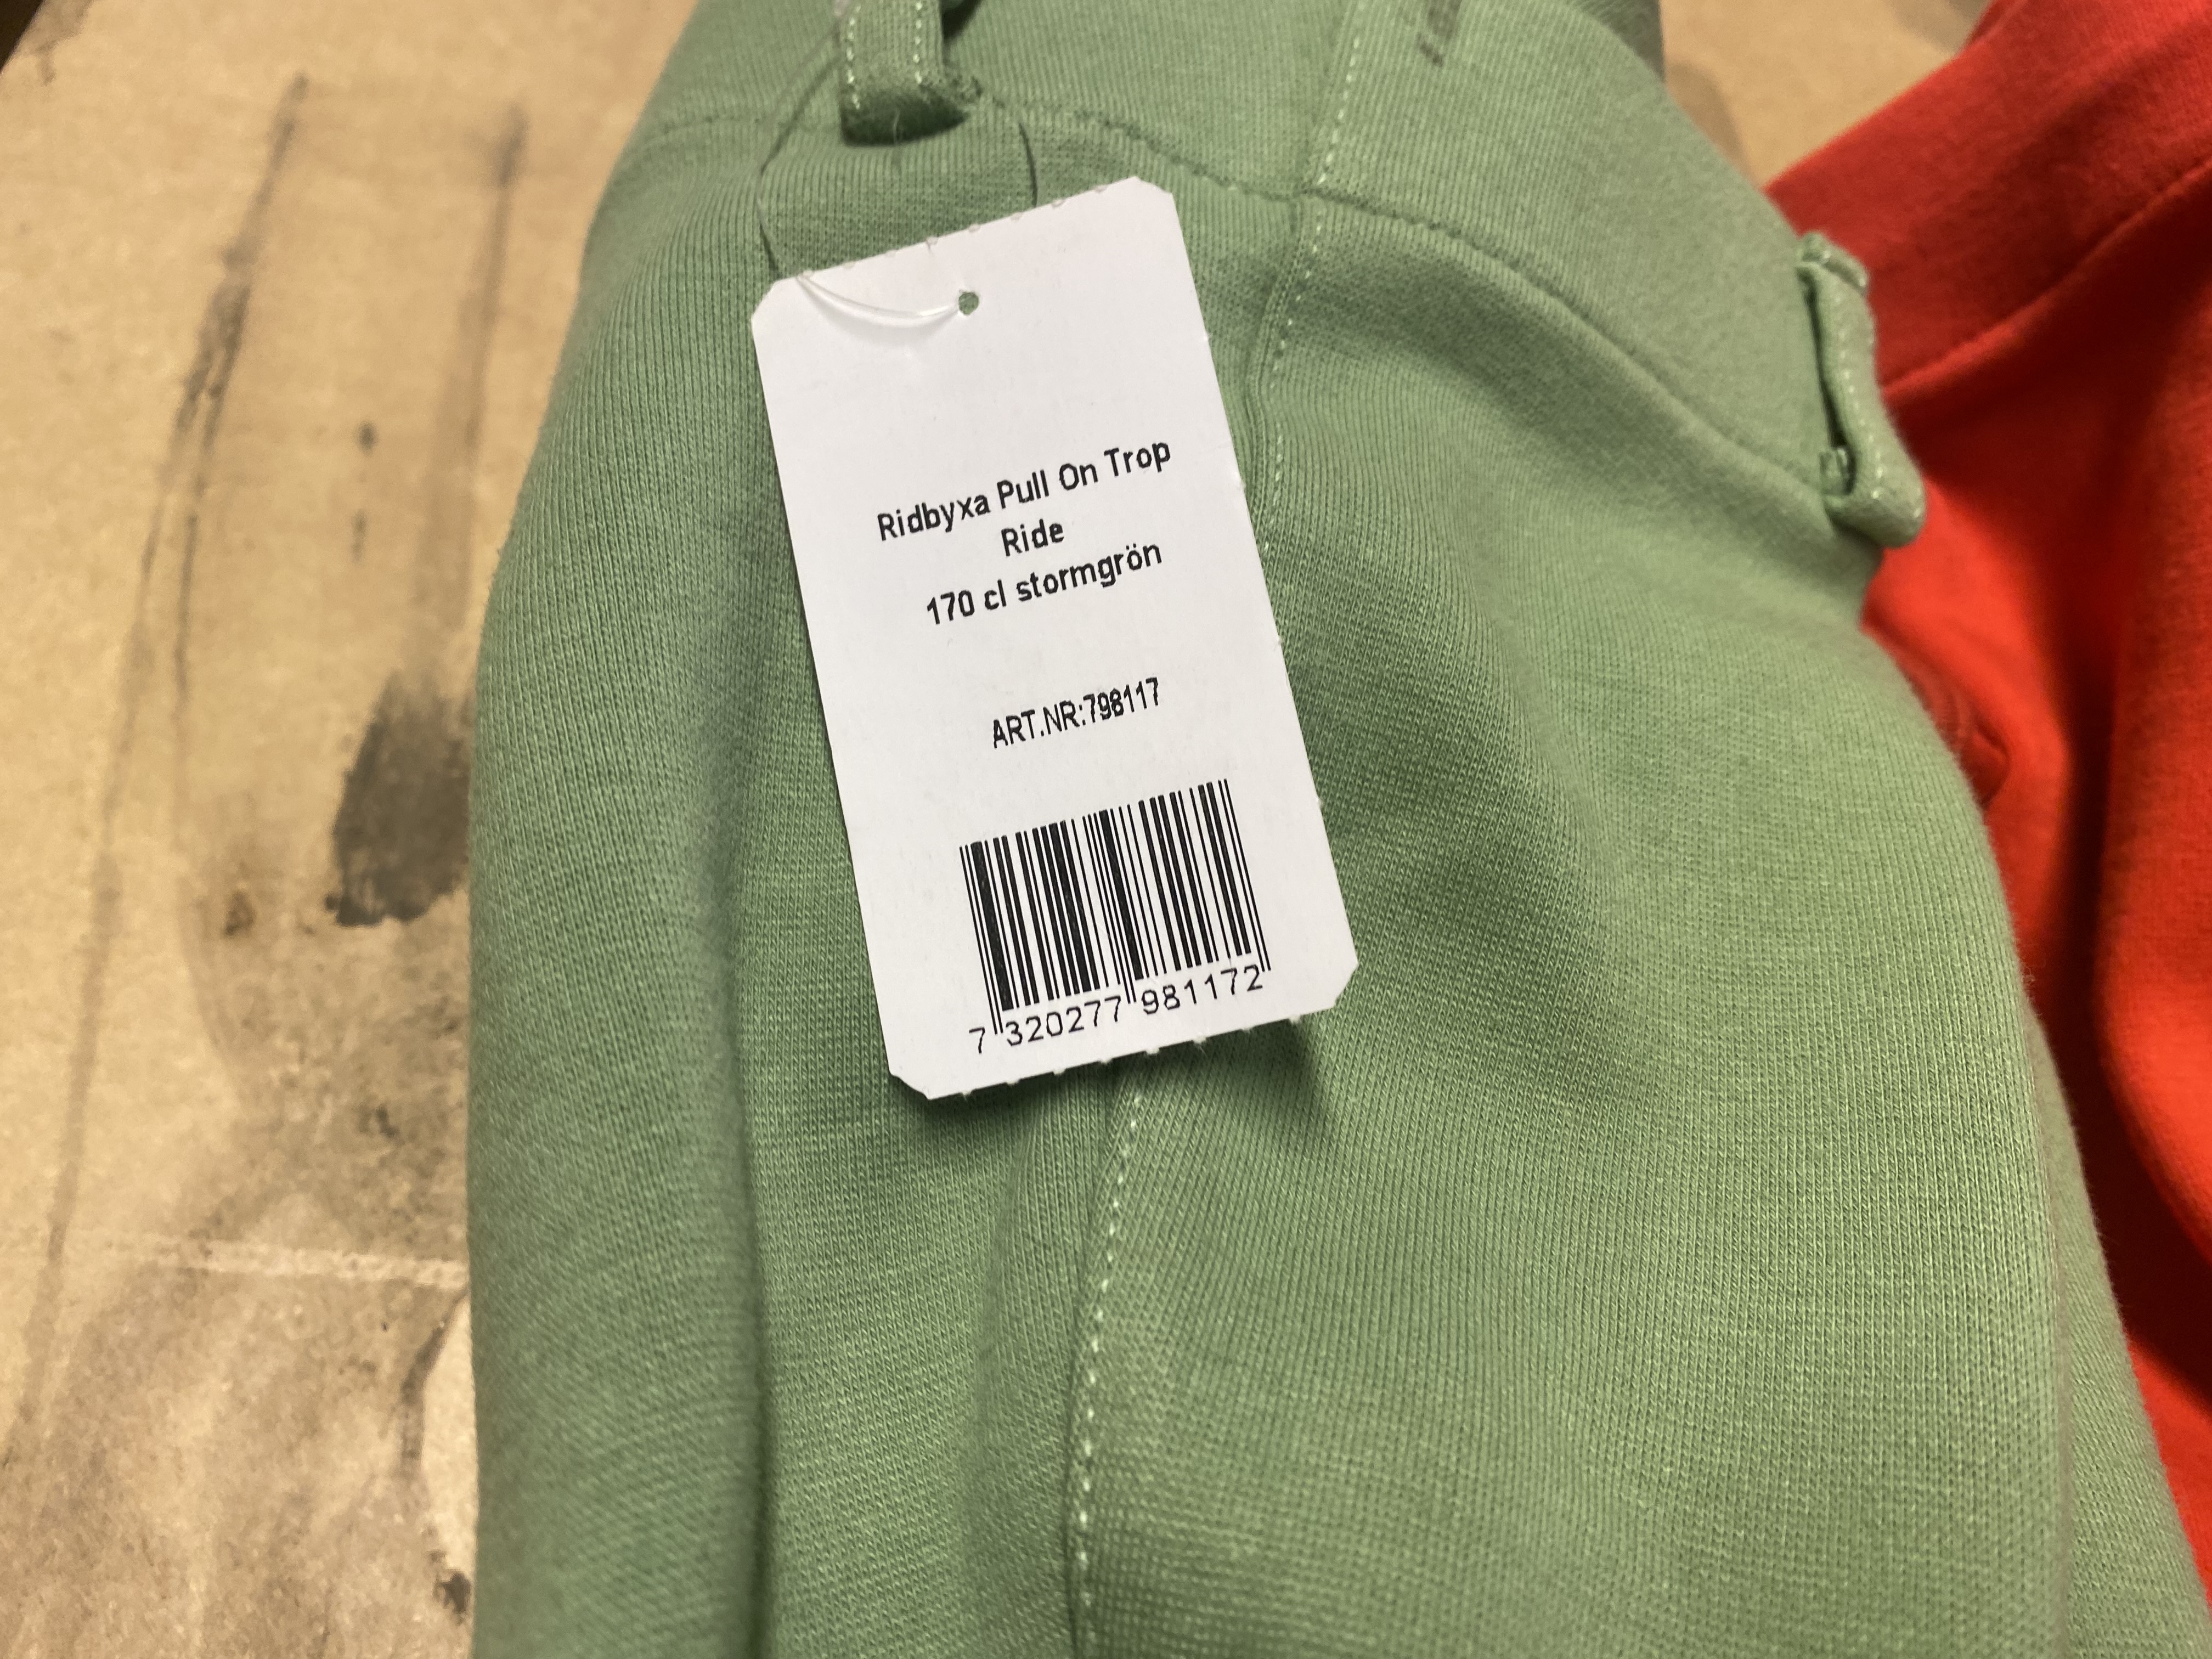 Ridbyxa Pull On Trop
Ride
170 cl stormgrön
ART.NR:798117
7 320277 981172